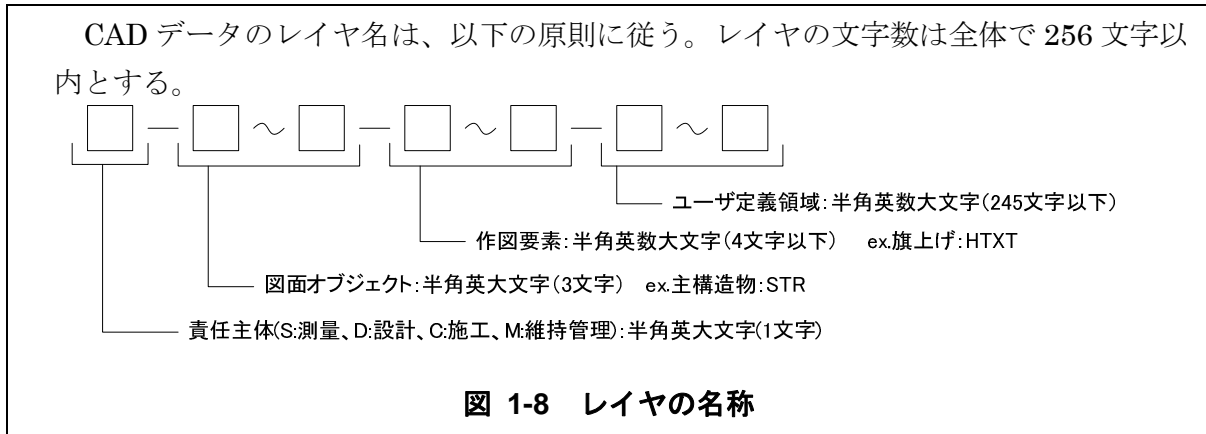 CAD データのレイヤ名は、以下の原則に従う。レイヤの文字数は全体で 256 文字以
内とする。
□－□～□－□～□－□～□
ユーザ定義領域：半角英数大文字（245文字以下）
作図要素：半角英数大文字（4文字以下） ex.旗上げ：HTXT
図面オブジェクト：半角英大文字（3文字） ex.主構造物：STR
責任主体(S:測量、D:設計、C:施工、M:維持管理)：半角英大文字(1文字)
図 1-8 レイヤの名称